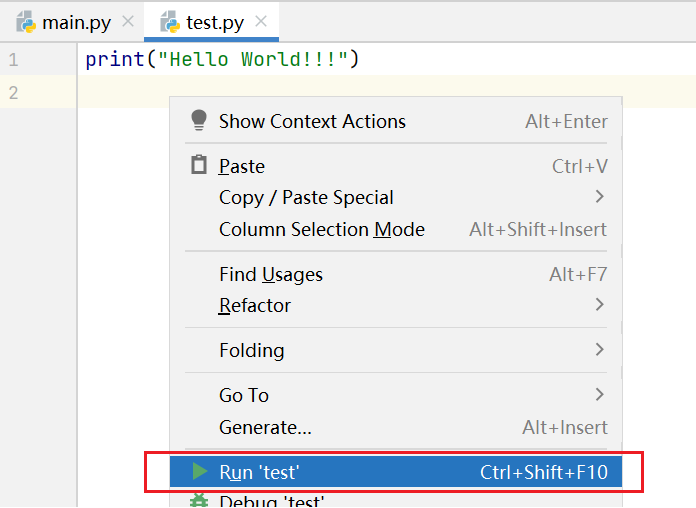 main.py
test.py
1 print("Hello World!!!")
2
Show Context Actions Alt+Enter
Paste Ctrl+V
Copy / Paste Special
Column Selection Mode Alt+Shift+Insert
Find Usages Alt+F7
Refactor
Folding
Go To
Generate... Alt+Insert
Run 'test' Ctrl+Shift+F10
Debug 'test'